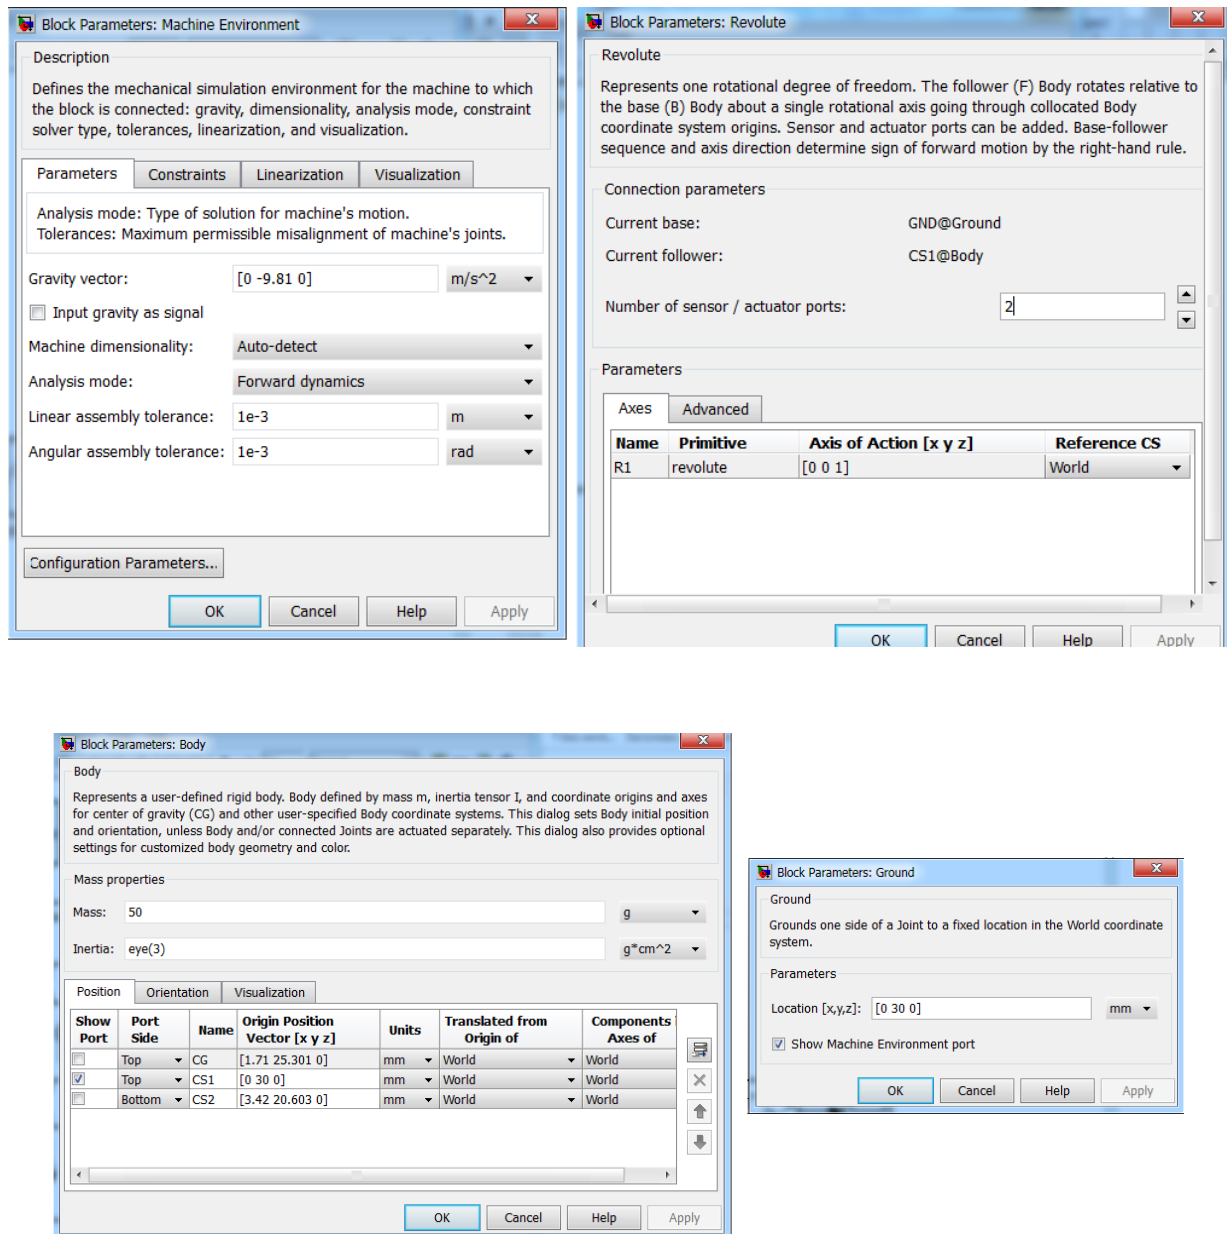 Block Parameters: Machine Environment
Description
Defines the mechanical simulation environment for the machine to which
the block is connected: gravity, dimensionality, analysis mode, constraint
solver type, tolerances, linearization, and visualization.
Parameters Constraints Linearization Visualization
Analysis mode: Type of solution for machine's motion.
Tolerances: Maximum permissible misalignment of machine's joints.
Gravity vector: [0 -9.81 0] m/s^2
Input gravity as signal
Machine dimensionality: Auto-detect
Analysis mode: Forward dynamics
Linear assembly tolerance: 1e-3 m
Angular assembly tolerance: 1e-3 rad
Configuration Parameters...
OK Cancel Help Apply
Block Parameters: Revolute
Revolute
Represents one rotational degree of freedom. The follower (F) Body rotates relative to
the base (B) Body about a single rotational axis going through collocated Body
coordinate system origins. Sensor and actuator ports can be added. Base-follower
sequence and axis direction determine sign of forward motion by the right-hand rule.
Connection parameters
Current base: GND@Ground
Current follower: CS1@Body
Number of sensor / actuator ports: 2
Parameters
Axes Advanced
Name Primitive Axis of Action [x y z] Reference CS
R1 revolute [0 0 1] World
OK Cancel Help Apply
Block Parameters: Body
Body
Represents a user-defined rigid body. Body defined by mass m, inertia tensor I, and coordinate origins and axes
for center of gravity (CG) and other user-specified Body coordinate systems. This dialog sets Body initial position
and orientation, unless Body and/or connected Joints are actuated separately. This dialog also provides optional
settings for customized body geometry and color.
Mass properties
Mass: 50 g
Inertia: eye(3) g*cm^2
Position Orientation Visualization
Show Port Port Side Name Origin Position Vector [x y z] Units Translated from Origin of Components Axes of
Top CG [1.71 25.301 0] mm World World
Top CS1 [0 30 0] mm World World
Bottom CS2 [3.42 20.603 0] mm World World
OK Cancel Help Apply
Block Parameters: Ground
Ground
Grounds one side of a Joint to a fixed location in the World coordinate
system.
Parameters
Location [x,y,z]: [0 30 0] mm
Show Machine Environment port
OK Cancel Help Apply